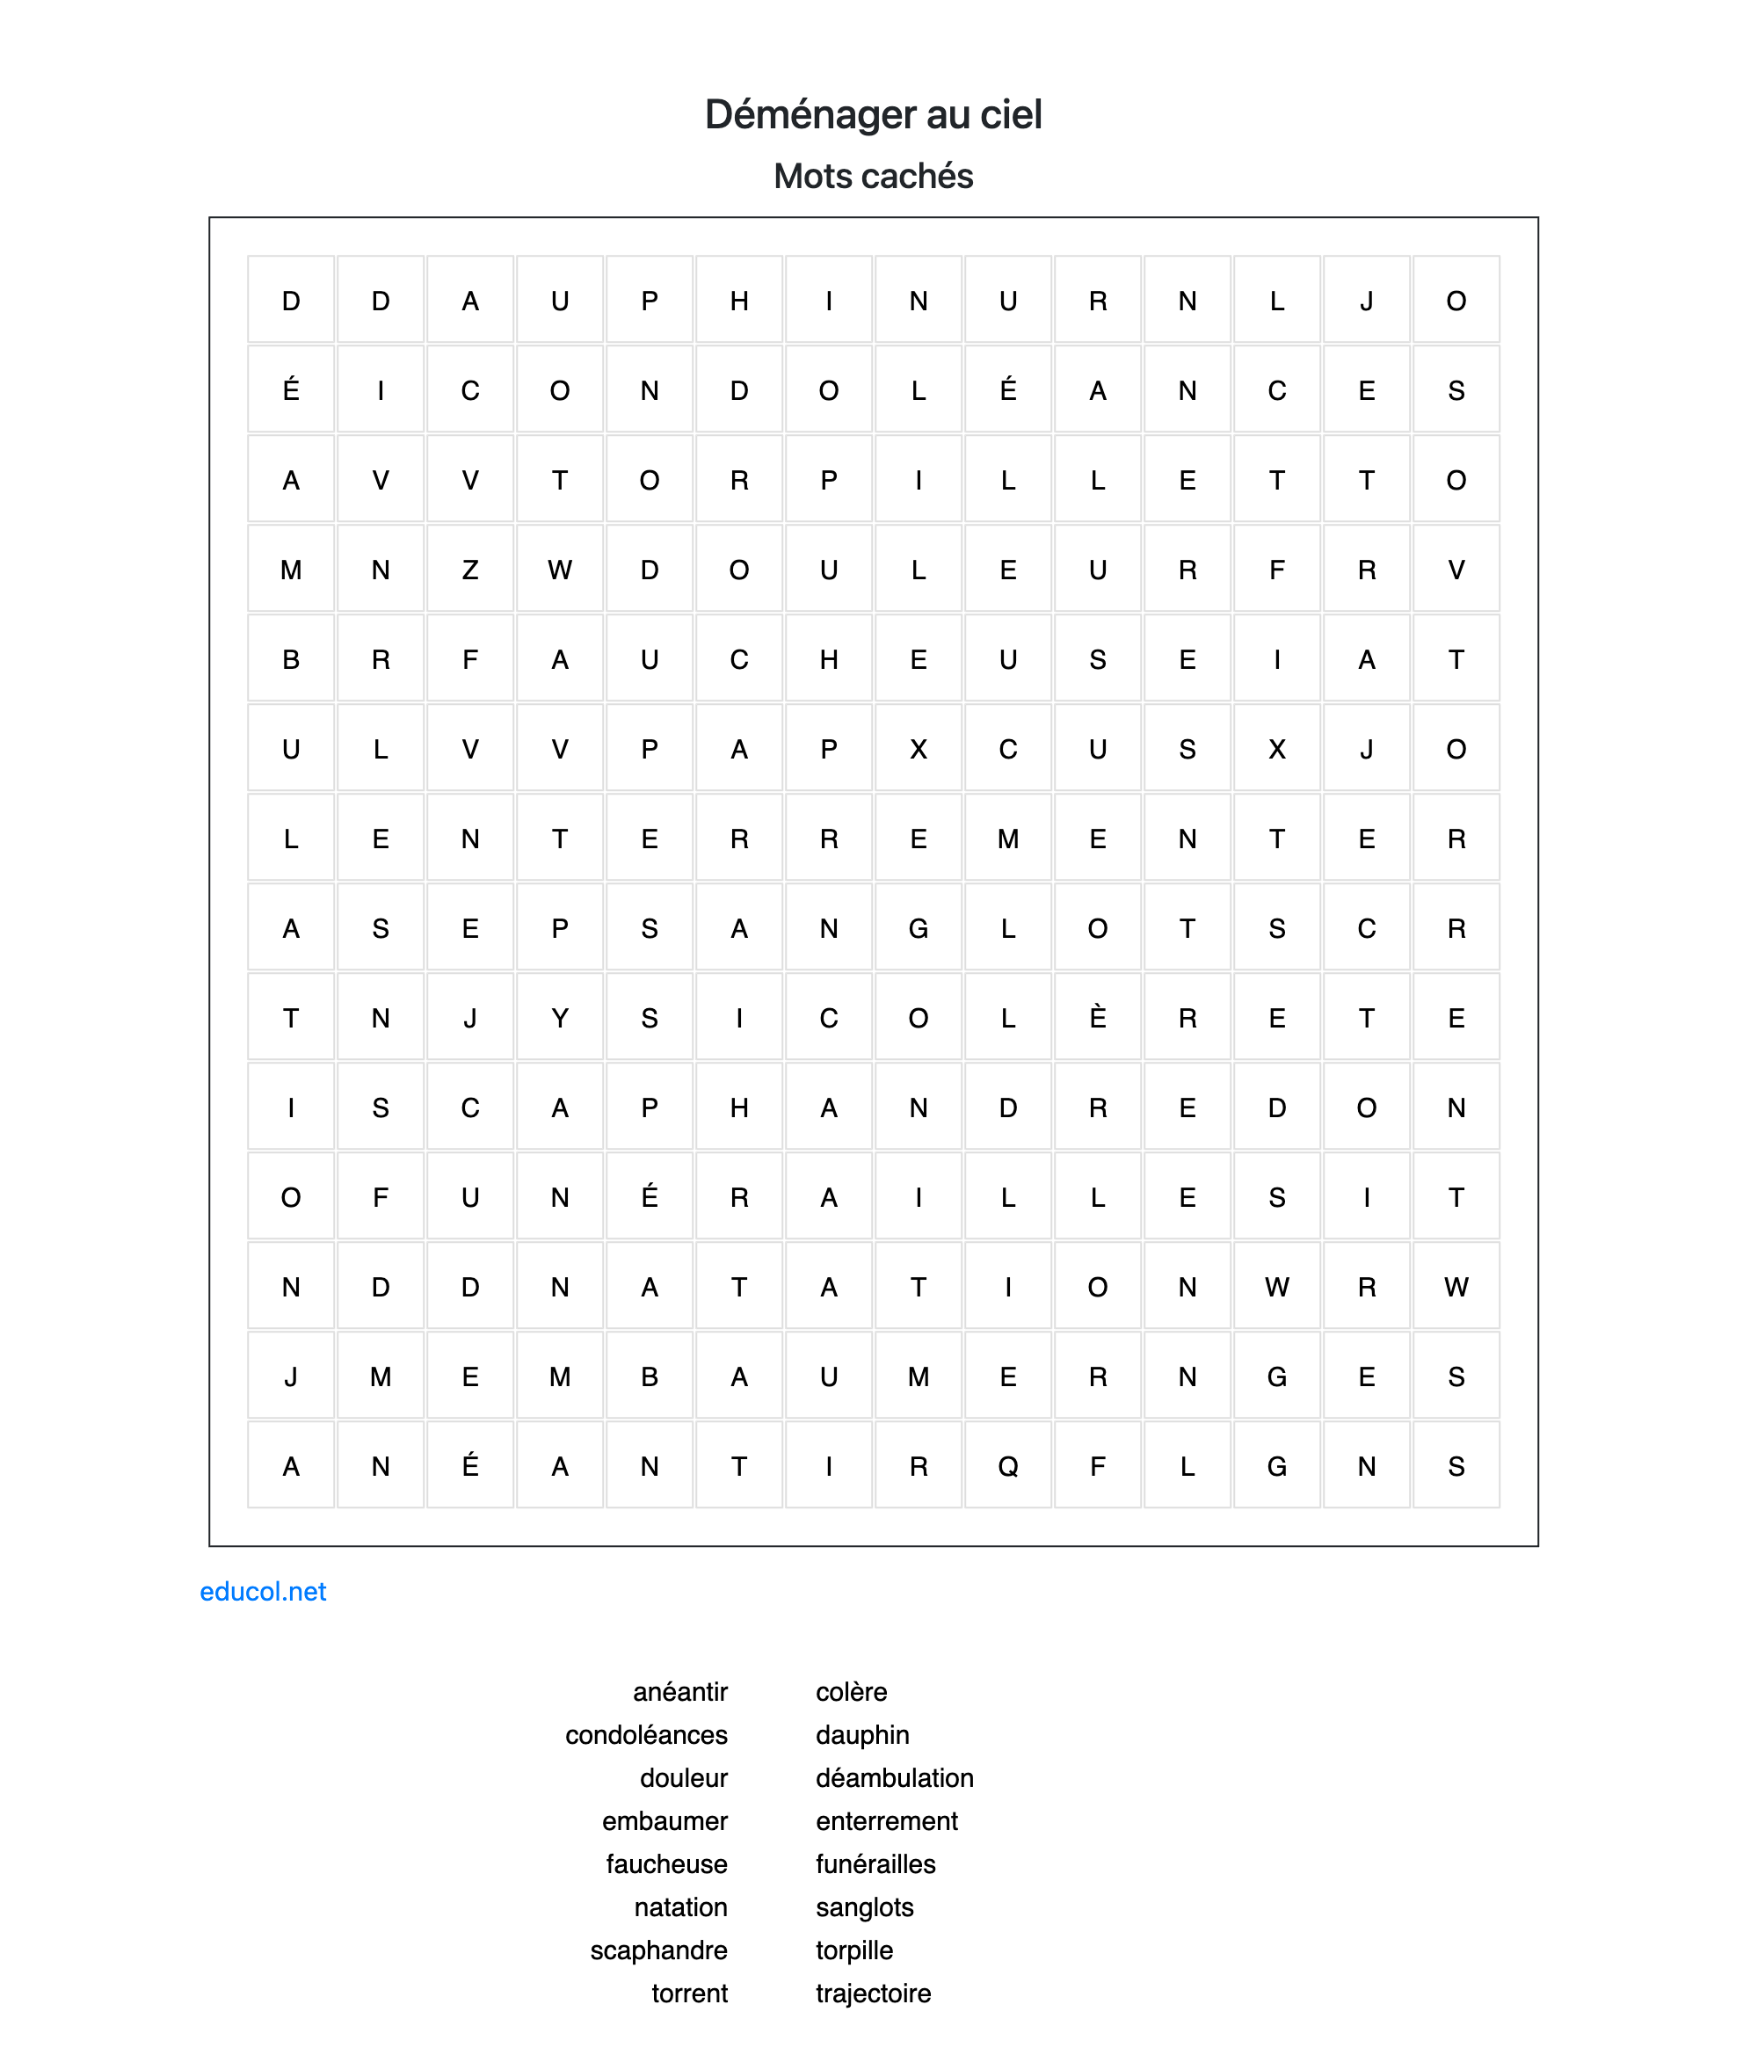 Déménager au ciel
Mots cachés
D D A U P H I N U R N L J O
É I C O N D O L É A N C E S
A V V T O R P I L L E T T O
M N Z W D O U L E U R F R V
B R F A U C H E U S E I A T
U L V V P A P X C U S X J O
L E N T E R R E M E N T E R
A S E P S A N G L O T S C R
T N J Y S I C O L È R E T E
I S C A P H A N D R E D O N
O F U N É R A I L L E S I T
N D D N A T A T I O N W R W
J M E M B A U M E R N G E S
A N É A N T I R Q F L G N S
educol.net
anéantir colère
condoléances dauphin
douleur déambulation
embaumer enterrement
faucheuse funérailles
natation sanglots
scaphandre torpille
torrent trajectoire